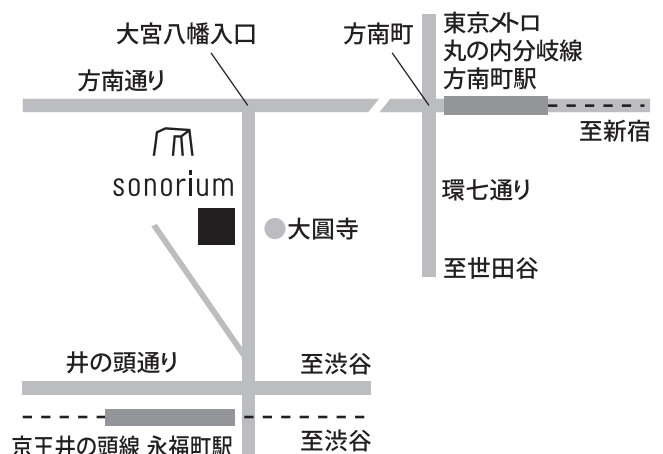 大宮八幡入口
方南町
東京メトロ
丸の内分岐線
方南町駅
方南通り
至新宿
sonorium
環七通り
大圓寺
至世田谷
井の頭通り
至渋谷
京王井の頭線 永福町駅
至渋谷